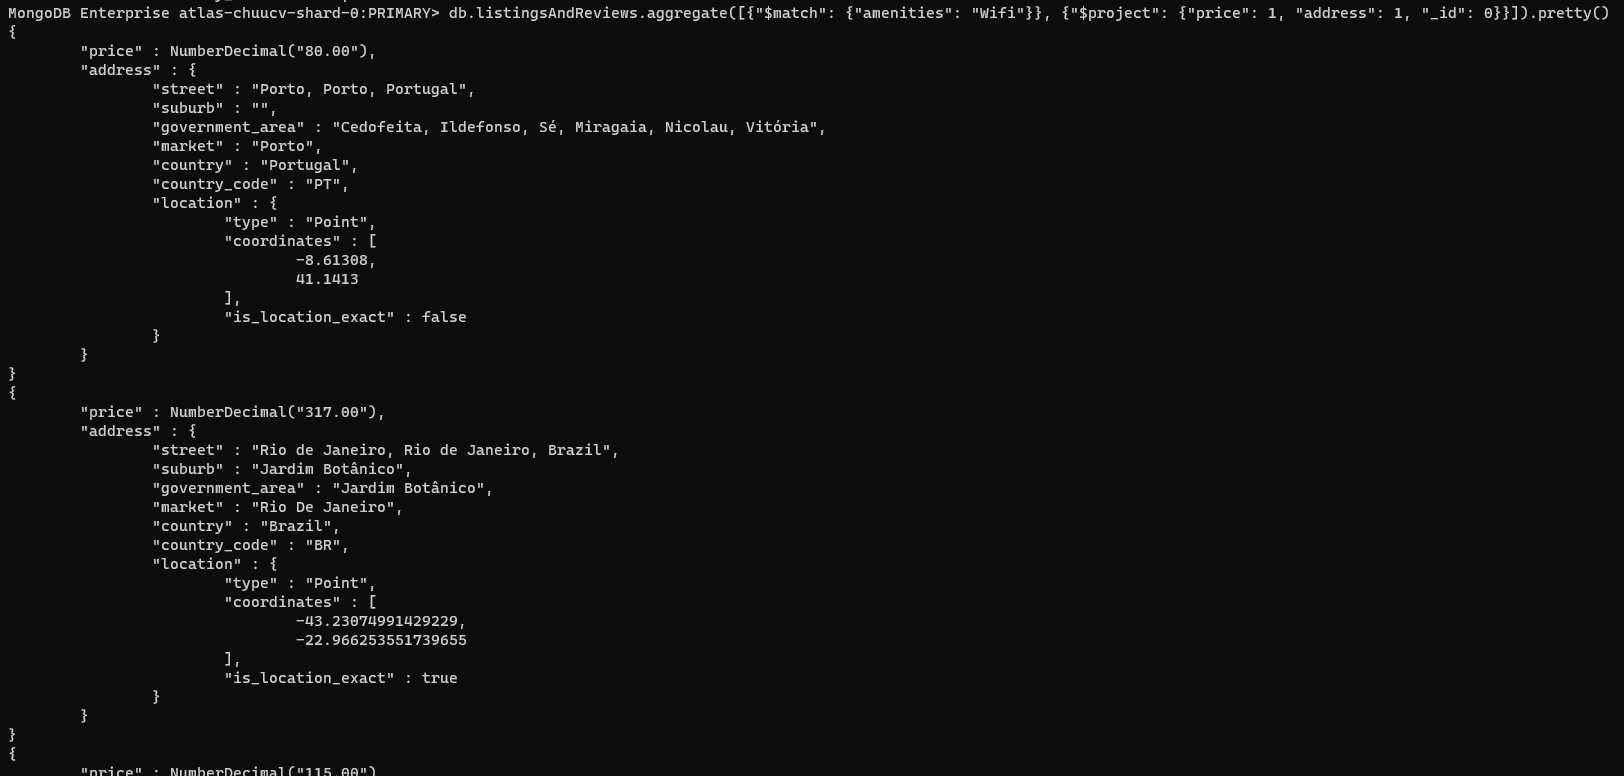 MongoDB Enterprise atlas-chuucv-shard-0:PRIMARY> db.listingsAndReviews.aggregate([{"$match": {"amenities": "Wifi"}}, {"$project": {"price": 1, "address": 1, "_id": 0}}]).pretty()
{
        "price" : NumberDecimal("80.00"),
        "address" : {
                "street" : "Porto, Porto, Portugal",
                "suburb" : "",
                "government_area" : "Cedofeita, Ildefonso, Sé, Miragaia, Nicolau, Vitória",
                "market" : "Porto",
                "country" : "Portugal",
                "country_code" : "PT",
                "location" : {
                        "type" : "Point",
                        "coordinates" : [
                                -8.61308,
                                41.1413
                        ],
                        "is_location_exact" : false
                }
        }
}
{
        "price" : NumberDecimal("317.00"),
        "address" : {
                "street" : "Rio de Janeiro, Rio de Janeiro, Brazil",
                "suburb" : "Jardim Botânico",
                "government_area" : "Jardim Botânico",
                "market" : "Rio De Janeiro",
                "country" : "Brazil",
                "country_code" : "BR",
                "location" : {
                        "type" : "Point",
                        "coordinates" : [
                                -43.23074991429229,
                                -22.966253551739655
                        ],
                        "is_location_exact" : true
                }
        }
}
{
        "price" : NumberDecimal("115.00")